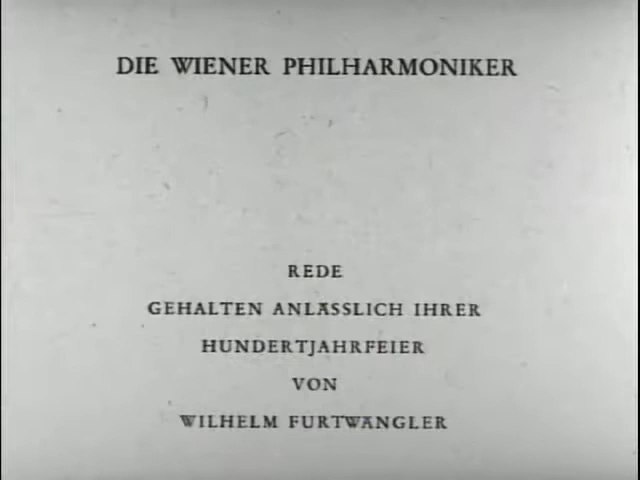 DIE WIENER PHILHARMONIKER
REDE
GEHALTEN ANLÄSSLICH IHRER
HUNDERTJAHRFEIER
VON
WILHELM FURTWÄNGLER